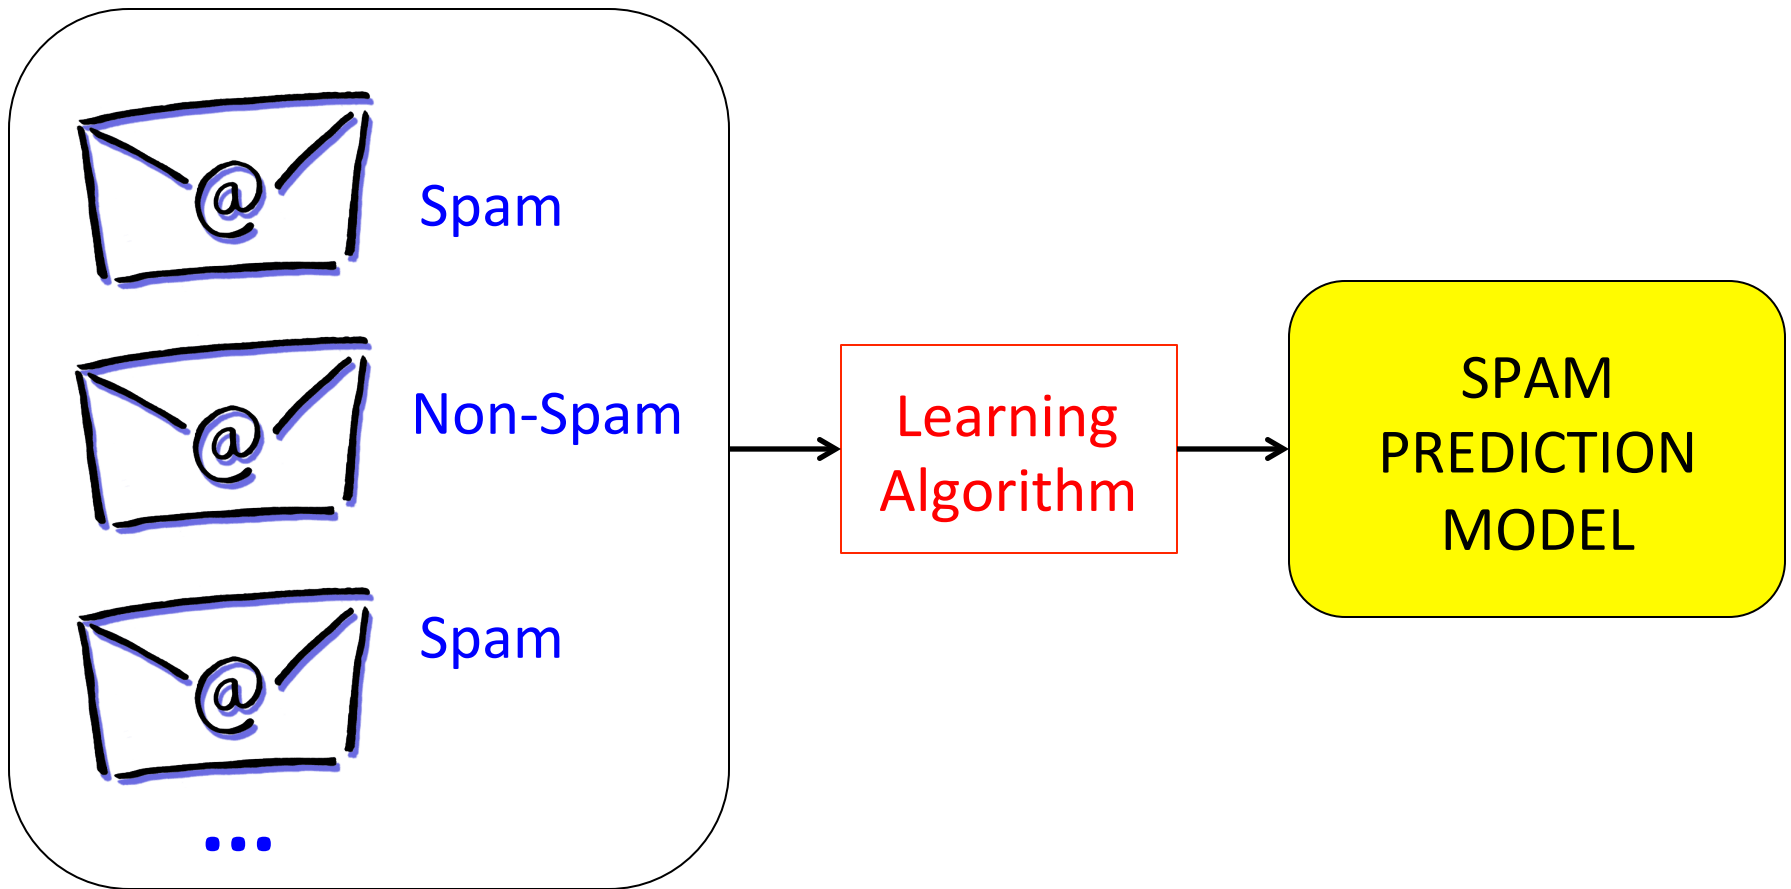 @
Spam
@
Non-Spam
@
Spam
...
Learning
Algorithm
SPAM
PREDICTION
MODEL